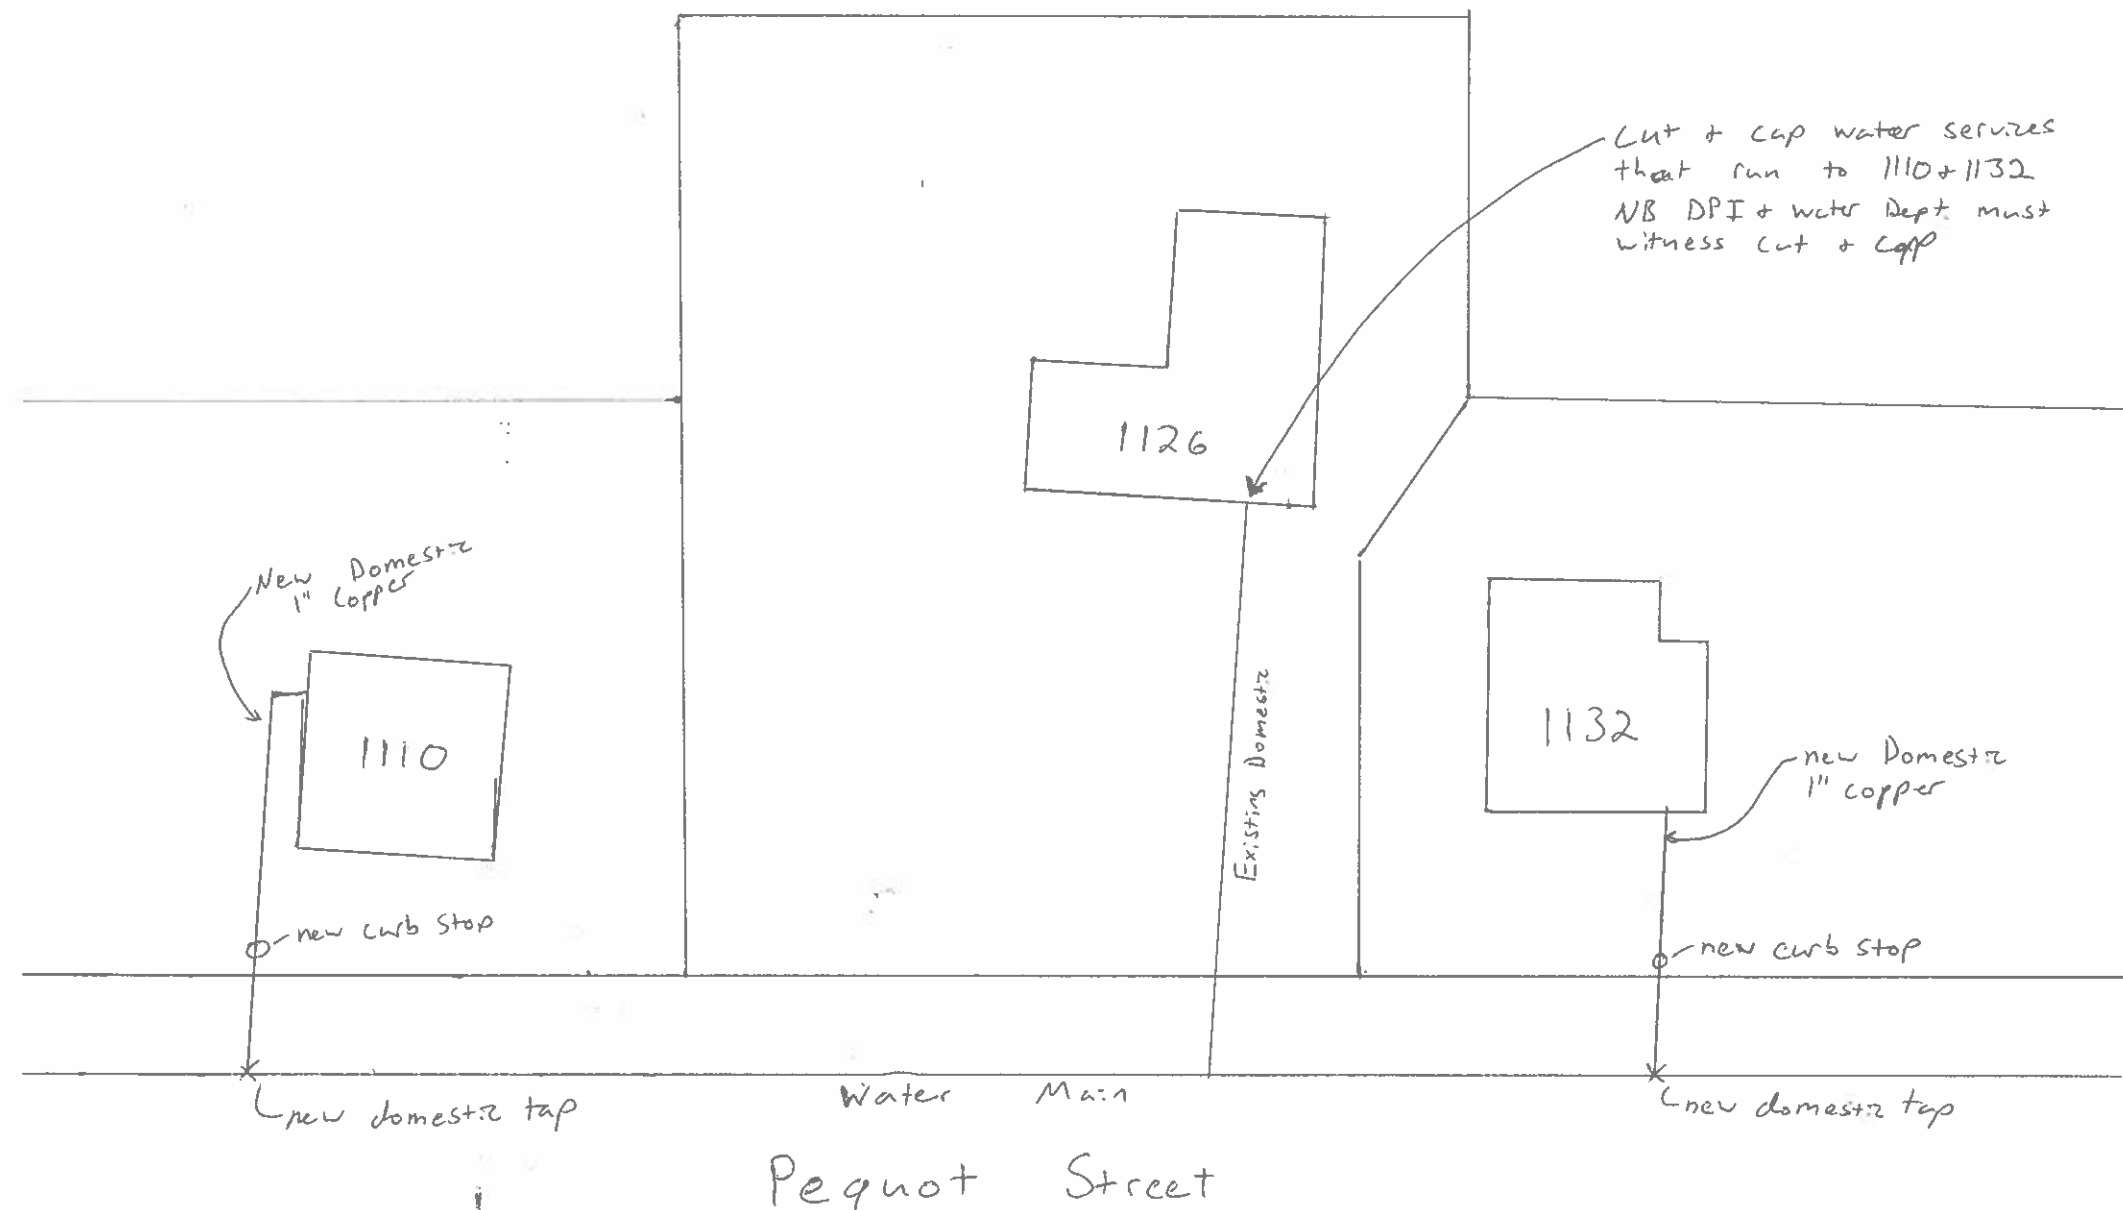 Cut + cap water services
that run to 1110 + 1132
NB DPI + water Dept. must
witness cut + cap
1126
New Domestic
1" Copper
1110
Existing Domestic
1132
new Domestic
1" copper
new curb stop
new curb stop
Water Main
new domestic tap
new domestic tap
Pequot Street